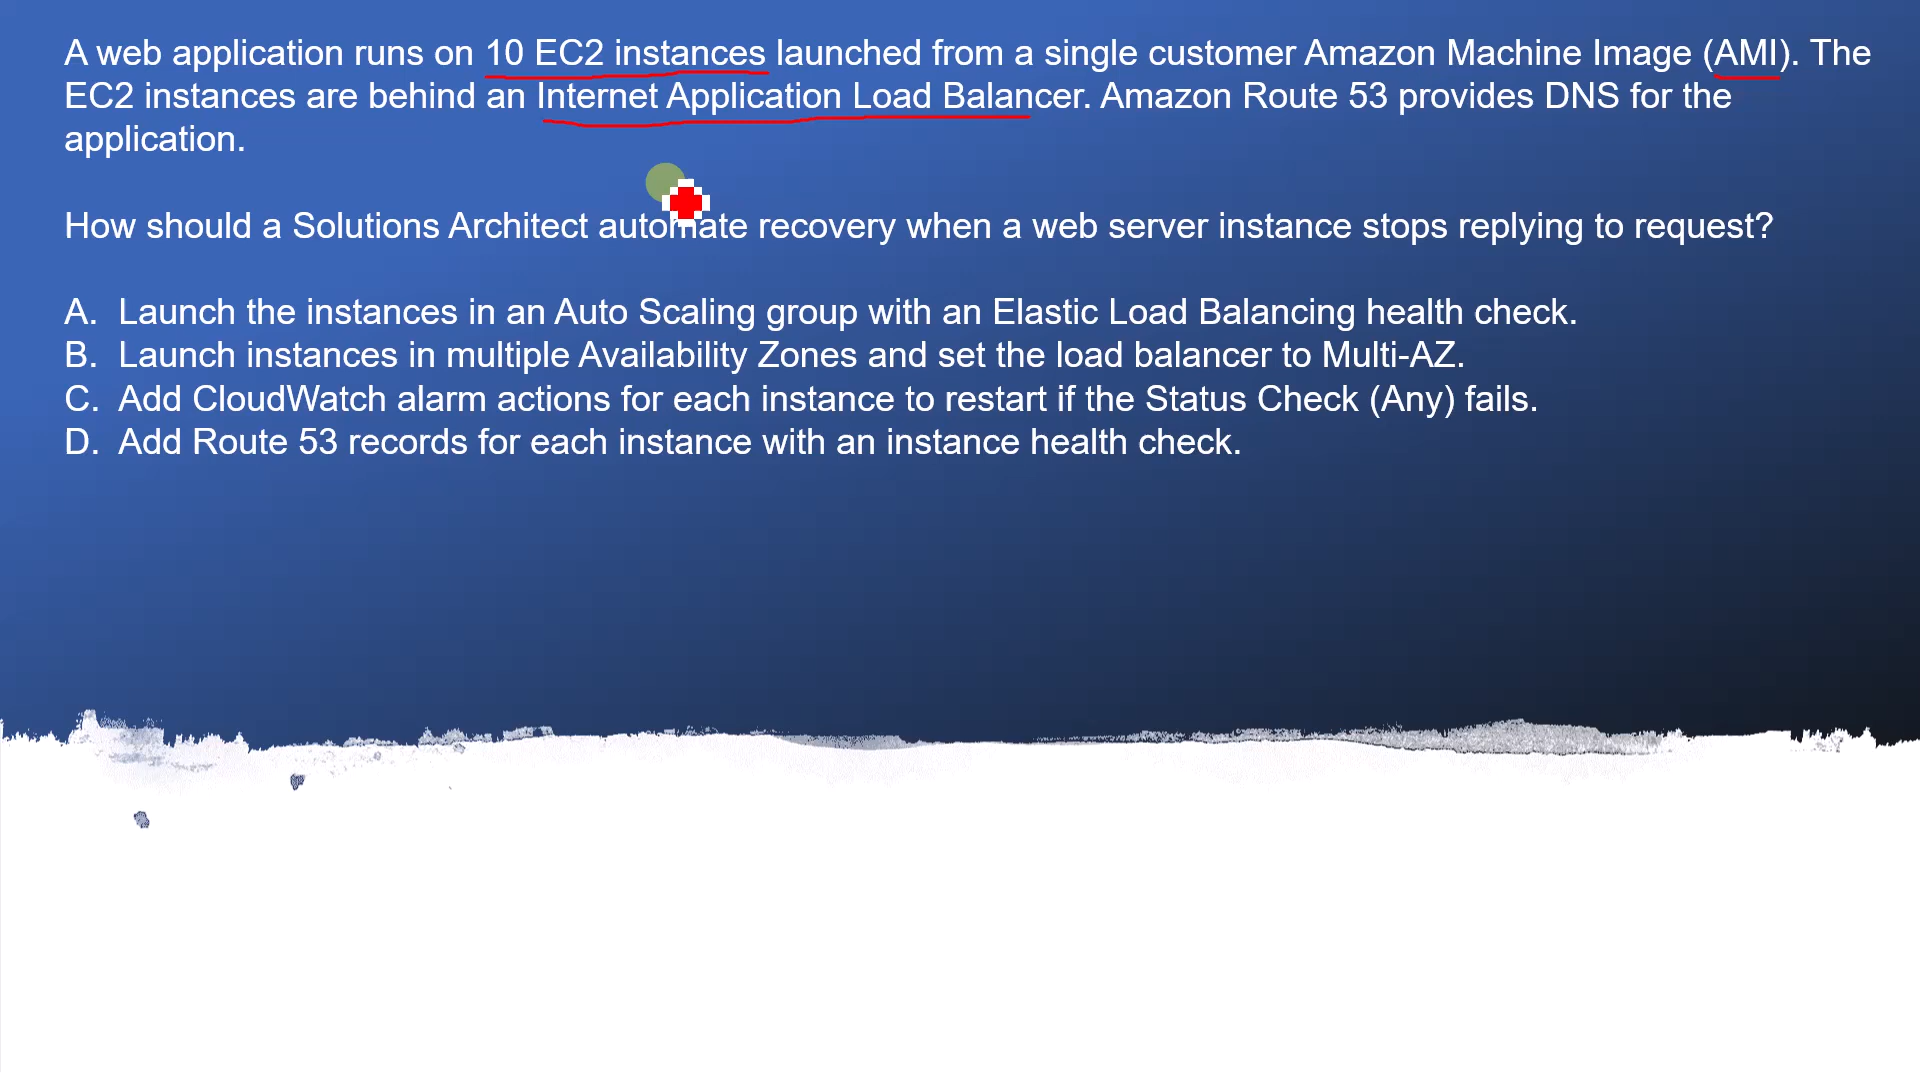 A web application runs on 10 EC2 instances launched from a single customer Amazon Machine Image (AMI). The
EC2 instances are behind an Internet Application Load Balancer. Amazon Route 53 provides DNS for the
application.
How should a Solutions Architect automate recovery when a web server instance stops replying to request?
A. Launch the instances in an Auto Scaling group with an Elastic Load Balancing health check.
B. Launch instances in multiple Availability Zones and set the load balancer to Multi-AZ.
C. Add CloudWatch alarm actions for each instance to restart if the Status Check (Any) fails.
D. Add Route 53 records for each instance with an instance health check.